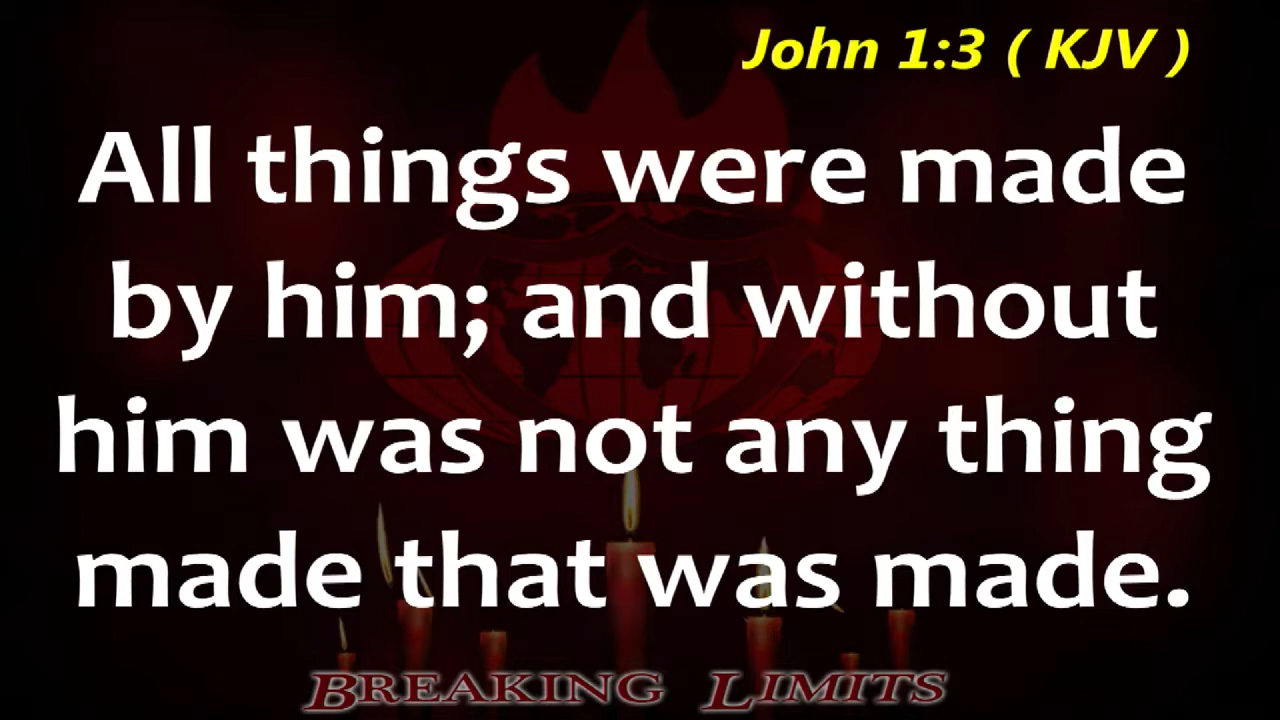 John 1:3 ( KJV )
All things were made
by him; and without
him was not any thing
made that was made.
BREAKING LIMITS